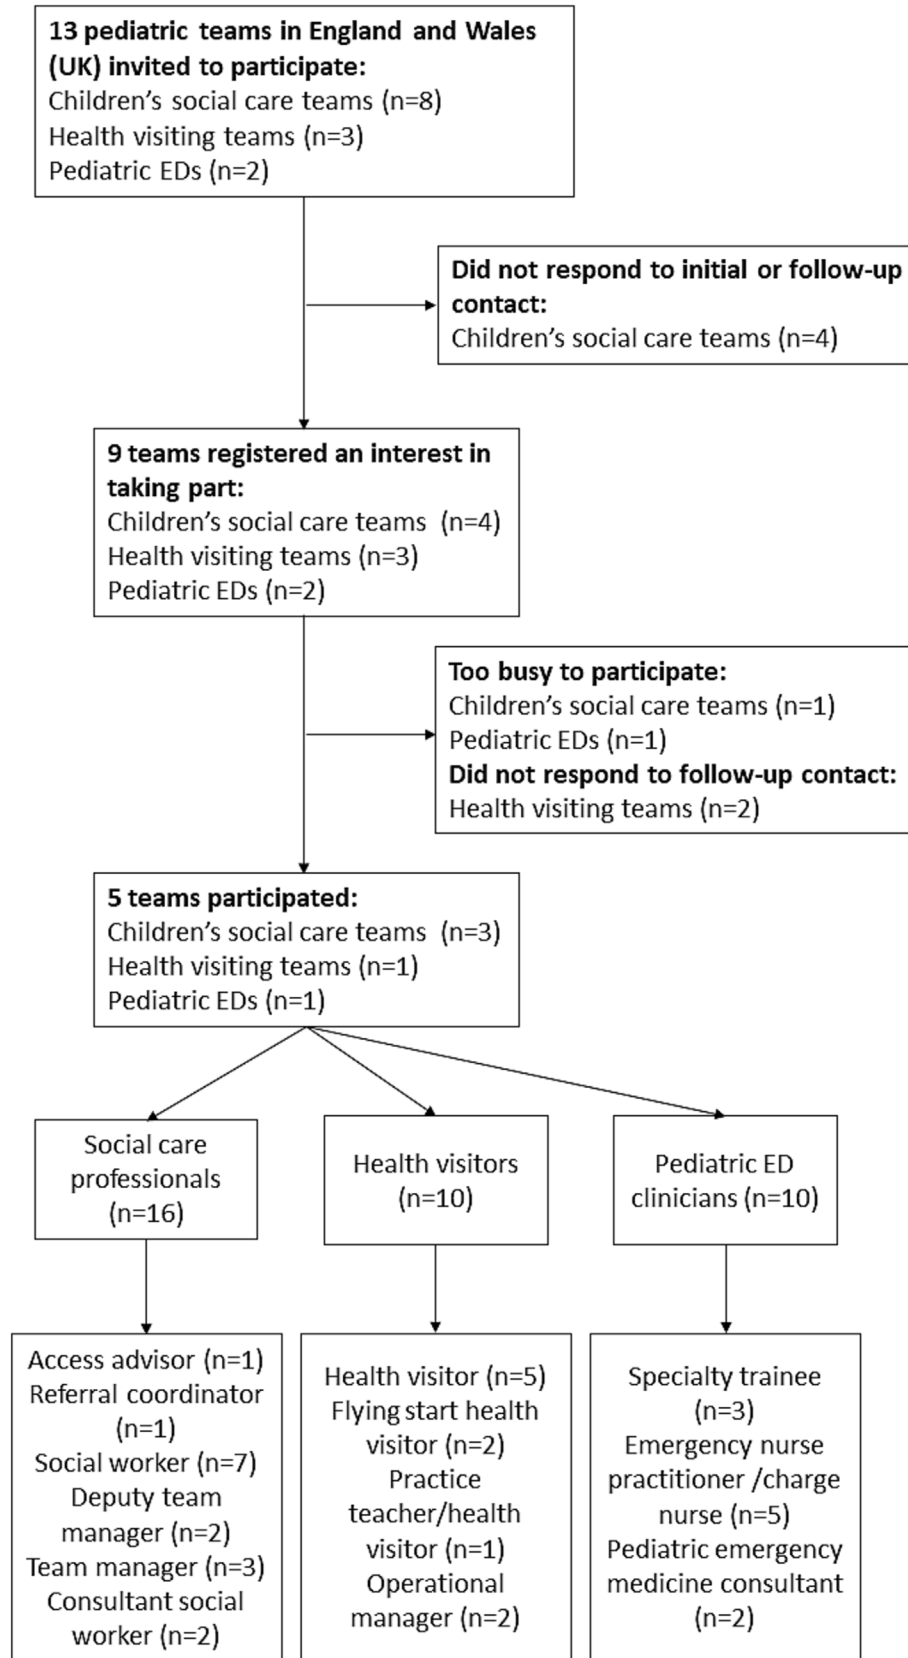 13 pediatric teams in England and Wales
(UK) invited to participate:
Children's social care teams (n=8)
Health visiting teams (n=3)
Pediatric EDs (n=2)
Did not respond to initial or follow-up
contact:
Children's social care teams (n=4)
9 teams registered an interest in
taking part:
Children's social care teams (n=4)
Health visiting teams (n=3)
Pediatric EDs (n=2)
Too busy to participate:
Children's social care teams (n=1)
Pediatric EDs (n=1)
Did not respond to follow-up contact:
Health visiting teams (n=2)
5 teams participated:
Children's social care teams (n=3)
Health visiting teams (n=1)
Pediatric EDs (n=1)
Social care
professionals
(n=16)
Health visitors
(n=10)
Pediatric ED
clinicians (n=10)
Access advisor (n=1)
Referral coordinator
(n=1)
Social worker (n=7)
Deputy team
manager (n=2)
Team manager (n=3)
Consultant social
worker (n=2)
Health visitor (n=5)
Flying start health
visitor (n=2)
Practice
teacher/health
visitor (n=1)
Operational
manager (n=2)
Specialty trainee
(n=3)
Emergency nurse
practitioner /charge
nurse (n=5)
Pediatric emergency
medicine consultant
(n=2)